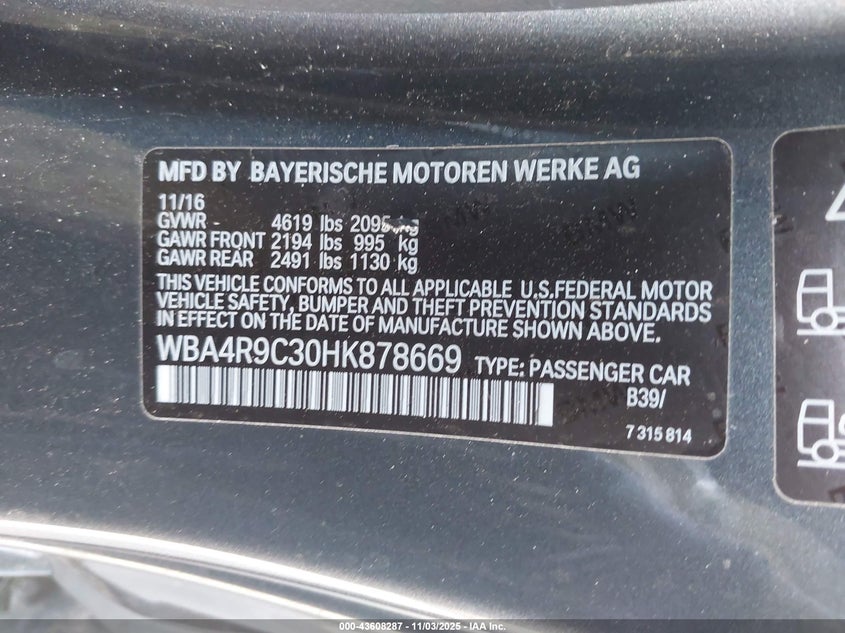 MFD BY BAYERISCHE MOTOREN WERKE AG
11/16
GVWR - 4619 lbs 2095 kg
GAWR FRONT 2194 lbs 995 kg
GAWR REAR 2491 lbs 1130 kg
THIS VEHICLE CONFORMS TO ALL APPLICABLE U.S.FEDERAL MOTOR
VEHICLE SAFETY, BUMPER AND THEFT PREVENTION STANDARDS
IN EFFECT ON THE DATE OF MANUFACTURE SHOWN ABOVE.
WBA4R9C30HK878669 TYPE: PASSENGER CAR
B39/
7 315 814
000-43608287 - 11/03/2025 - IAA Inc.